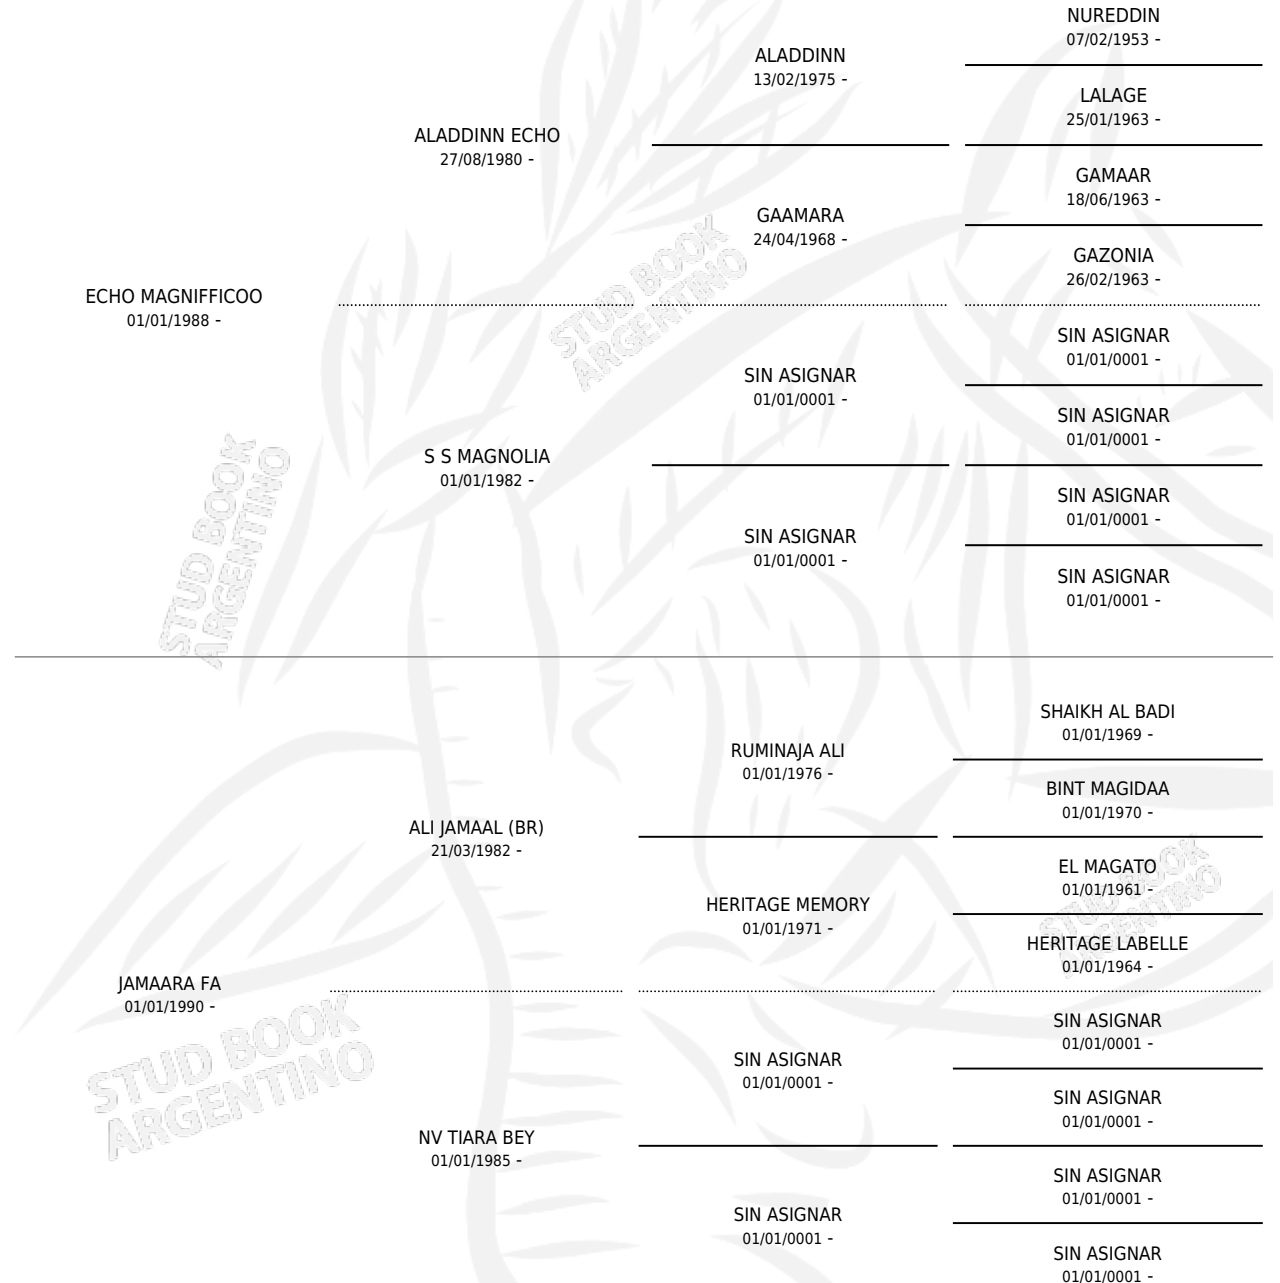 NUREDDIN
07/02/1953 -
ALADDINN
13/02/1975 -
LALAGE
25/01/1963 -
ALADDINN ECHO
27/08/1980 -
GAMAAR
18/06/1963 -
GAAMARA
24/04/1968 -
GAZONIA
26/02/1963 -
ECHO MAGNIFFICOO
01/01/1988 -
SIN ASIGNAR
01/01/0001 -
SIN ASIGNAR
01/01/0001 -
SIN ASIGNAR
01/01/0001 -
S S MAGNOLIA
01/01/1982 -
SIN ASIGNAR
01/01/0001 -
SIN ASIGNAR
01/01/0001 -
SIN ASIGNAR
01/01/0001 -
STUD BOOK
ARGENTINO
STUD BOOK
ARGENTINO
SHAIKH AL BADI
01/01/1969 -
RUMINAJA ALI
01/01/1976 -
BINT MAGIDAA
01/01/1970 -
ALI JAMAAL (BR)
21/03/1982 -
EL MAGATO
01/01/1961 -
HERITAGE MEMORY
01/01/1971 -
HERITAGE LABELLE
01/01/1964 -
STUD BOOK
ARGENTINO
JAMAARA FA
01/01/1990 -
SIN ASIGNAR
01/01/0001 -
SIN ASIGNAR
01/01/0001 -
SIN ASIGNAR
01/01/0001 -
STUD BOOK
ARGENTINO
NV TIARA BEY
01/01/1985 -
SIN ASIGNAR
01/01/0001 -
SIN ASIGNAR
01/01/0001 -
SIN ASIGNAR
01/01/0001 -